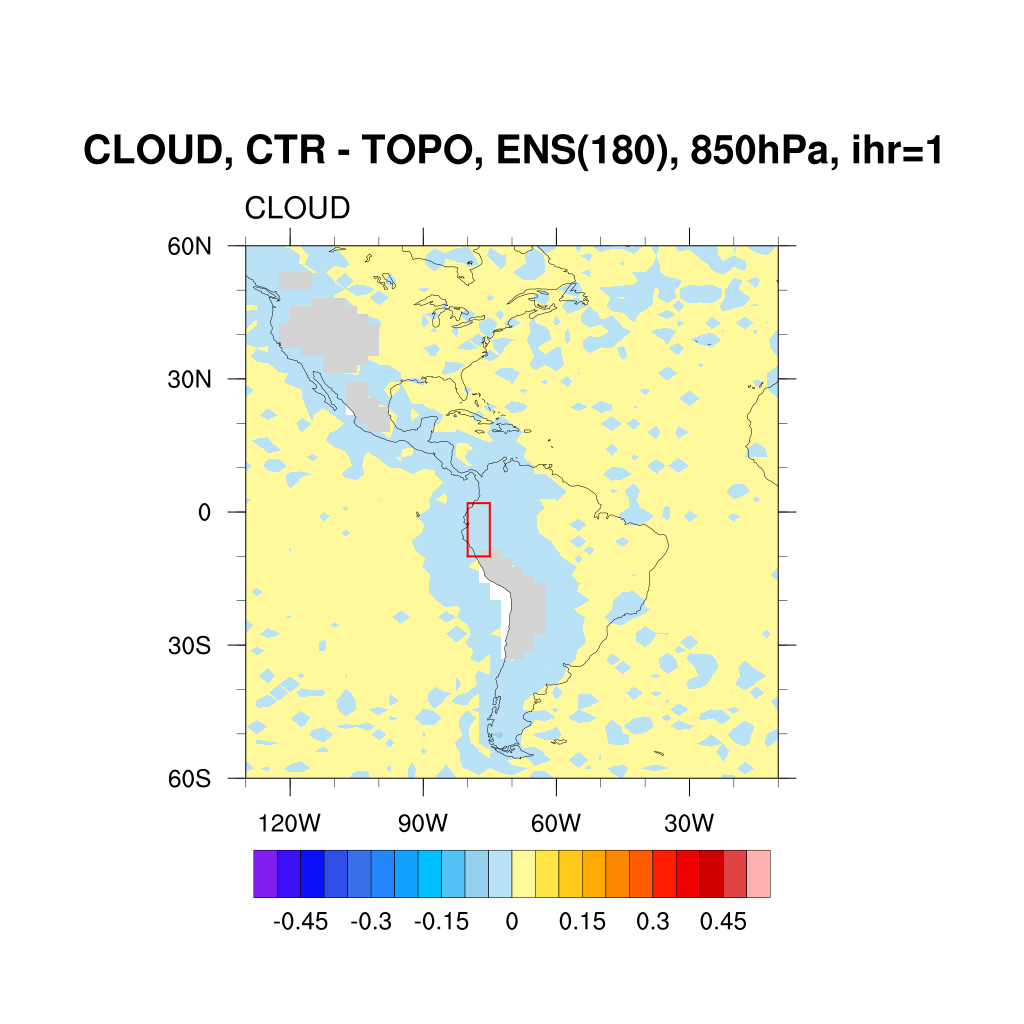 CLOUD, CTR - TOPO, ENS(180), 850hPa, ihr=1
CLOUD
60N
30N
0
30S
60S
120W 90W 60W 30W
-0.45 -0.3 -0.15 0 0.15 0.3 0.45